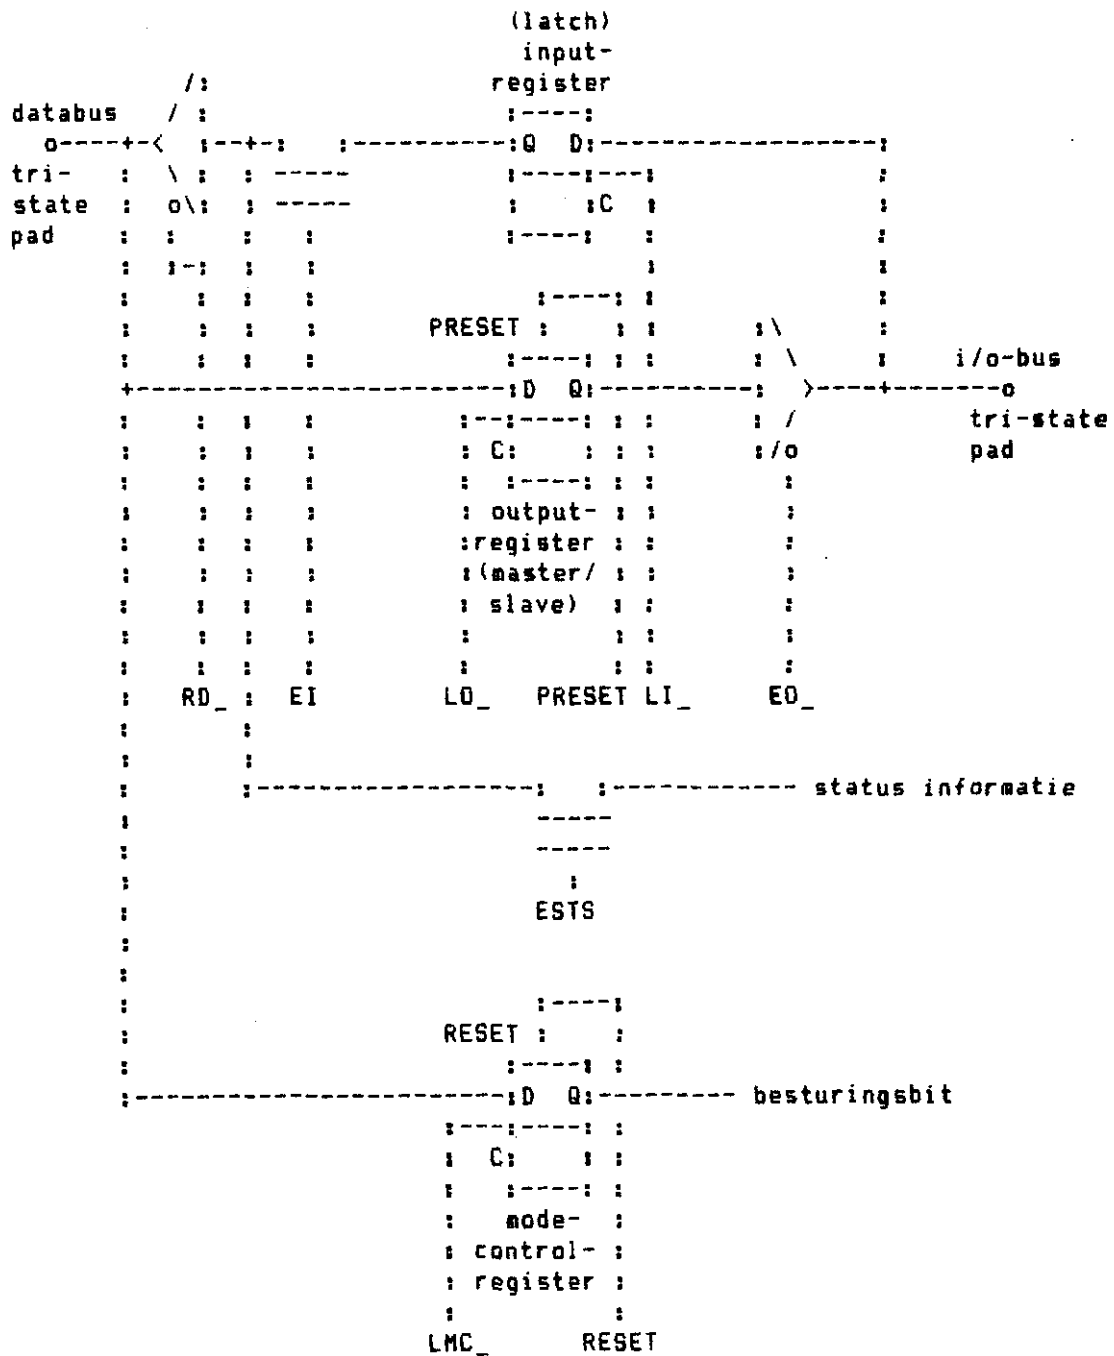 (latch)
input-
register
databus
Q D
tri-
state
pad
C
PRESET
i/o-bus
D Q
tri-state
pad
C
output-
register
(master/
slave)
RD_ EI LO_ PRESET LI_ EO_
status informatie
ESTS
RESET
D Q besturingsbit
C
mode-
control-
register
LMC_ RESET